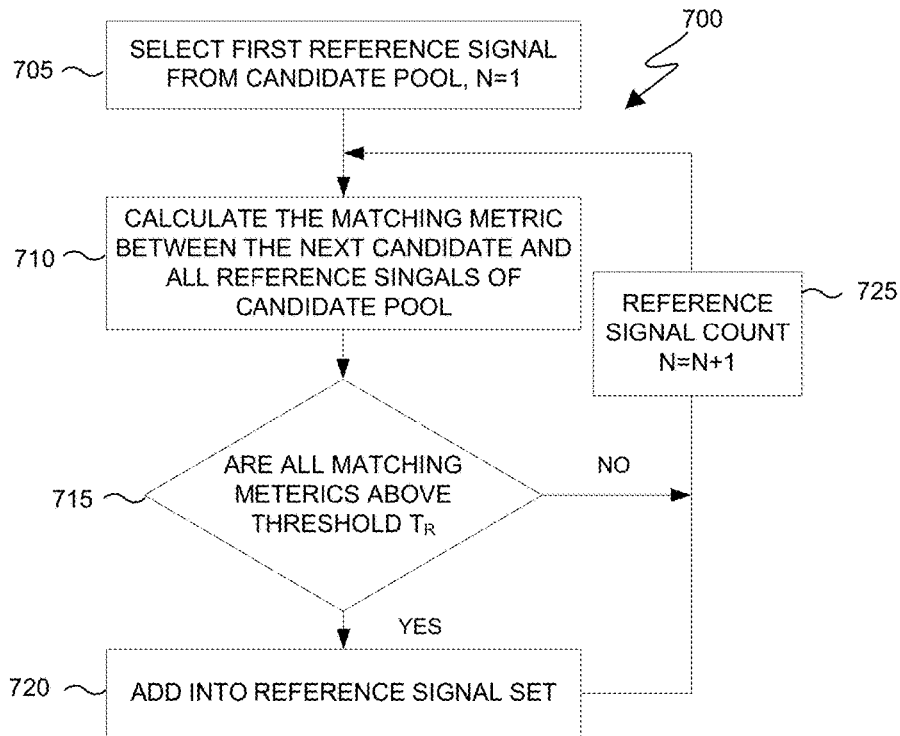 700
705
SELECT FIRST REFERENCE SIGNAL
FROM CANDIDATE POOL, N=1
710
CALCULATE THE MATCHING METRIC
BETWEEN THE NEXT CANDIDATE AND
ALL REFERENCE SINGALS OF
CANDIDATE POOL
725
REFERENCE
SIGNAL COUNT
N=N+1
715
ARE ALL MATCHING
METERICS ABOVE
THRESHOLD TR
NO
YES
720
ADD INTO REFERENCE SIGNAL SET